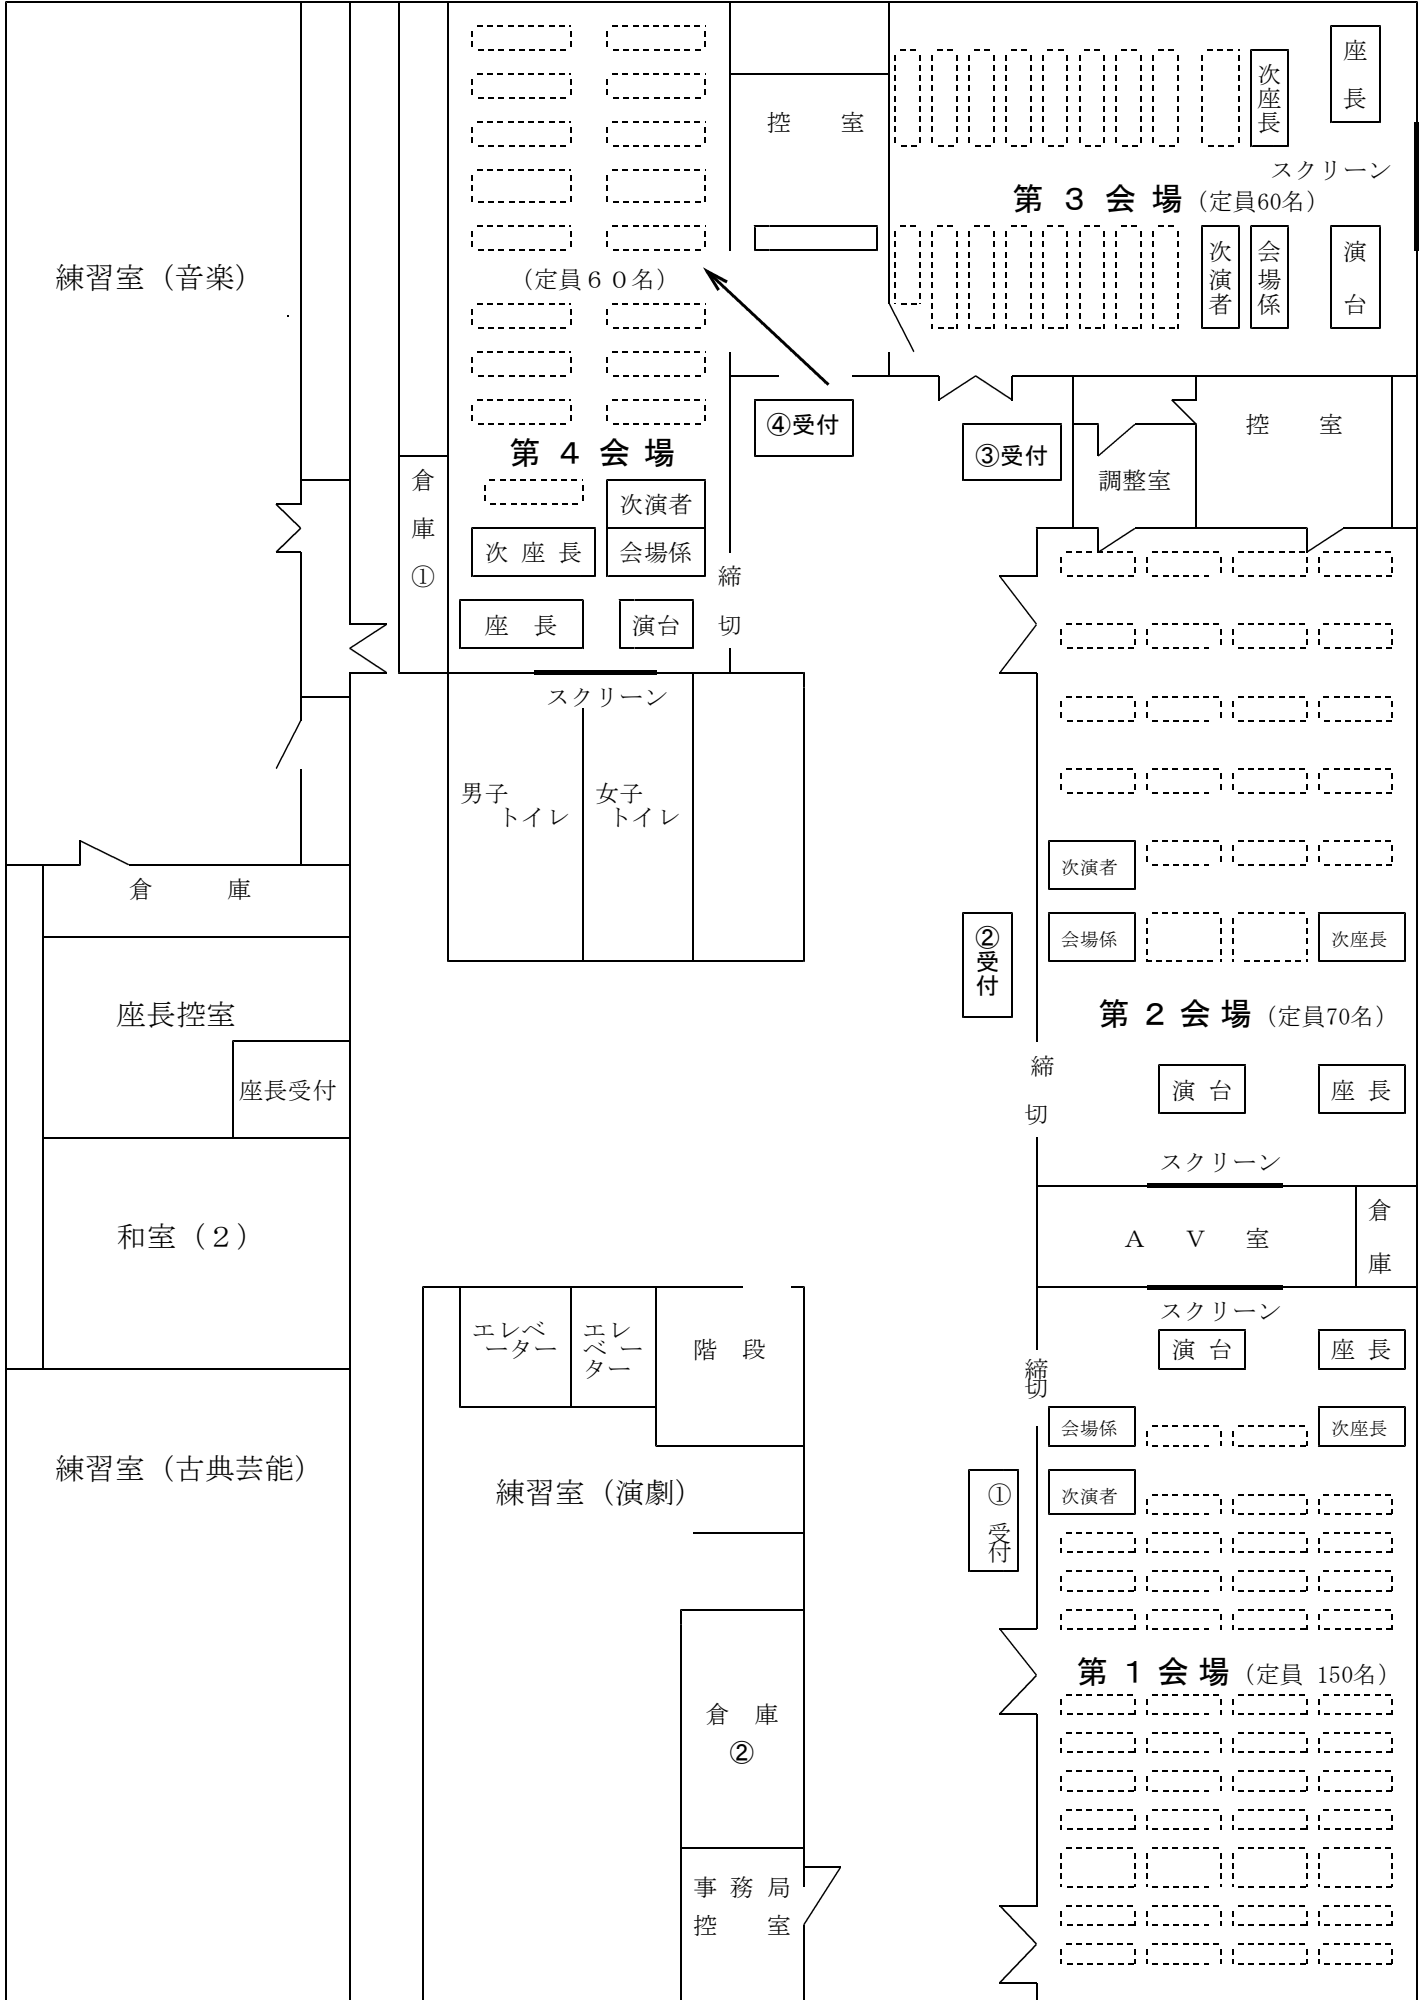 座長
次座長
控　　室
スクリーン
第 3 会 場（定員60名）
練習室（音楽）
（定員６０名）
次演者
会場係
演台
④受付
③受付
控　　室
第 4 会 場
調整室
倉庫①
次演者
次 座 長
会場係
締切
座　長
演台
スクリーン
男子
トイレ
女子
トイレ
次演者
倉　　　庫
②受付
会場係
次座長
座長控室
第 2 会 場（定員70名）
座長受付
締切
演 台
座 長
スクリーン
和室（２）
Ａ　Ｖ　室
倉庫
スクリーン
エレベ
ーター
エレ
ベー
ター
階　段
演 台
座 長
締切
会場係
次座長
練習室（古典芸能）
練習室（演劇）
①受付
次演者
第 1 会 場（定員 150名）
倉　庫
②
事 務 局
控　　室